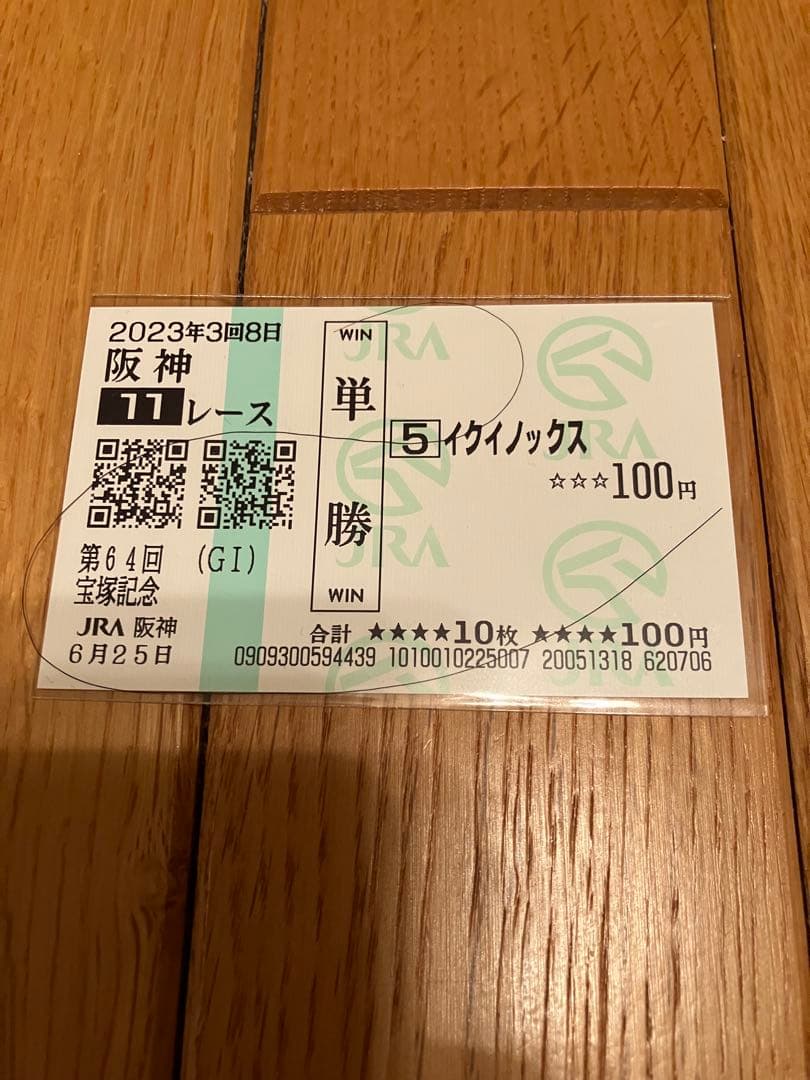 2023年3回8日
阪神
11レース
第64回 (GI)
宝塚記念
JRA 阪神
6月25日
WIN
単勝
WIN
5 イクイノックス
☆☆☆100円
合計 ★★★★10枚 ★★★★100円
0909300594439 1010010225007 20051318 620706
JRA
JRA
JRA
JRA